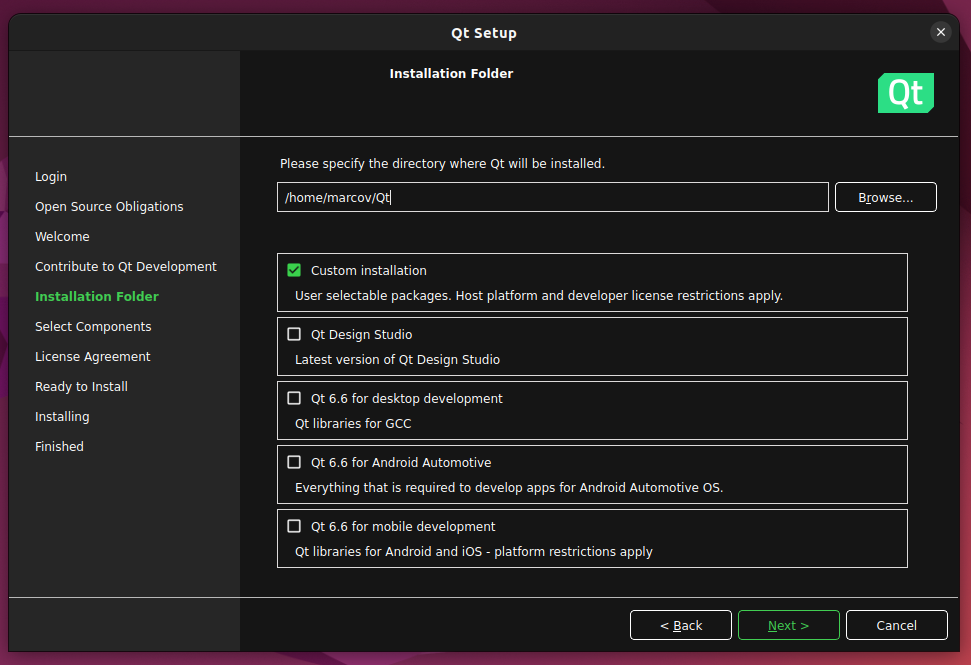 Qt Setup
Installation Folder
Qt
Login
Open Source Obligations
Welcome
Contribute to Qt Development
Installation Folder
Select Components
License Agreement
Ready to Install
Installing
Finished
Please specify the directory where Qt will be installed.
/home/marcov/Qt
Browse...
Custom installation
User selectable packages. Host platform and developer license restrictions apply.
Qt Design Studio
Latest version of Qt Design Studio
Qt 6.6 for desktop development
Qt libraries for GCC
Qt 6.6 for Android Automotive
Everything that is required to develop apps for Android Automotive OS.
Qt 6.6 for mobile development
Qt libraries for Android and iOS - platform restrictions apply
< Back
Next >
Cancel